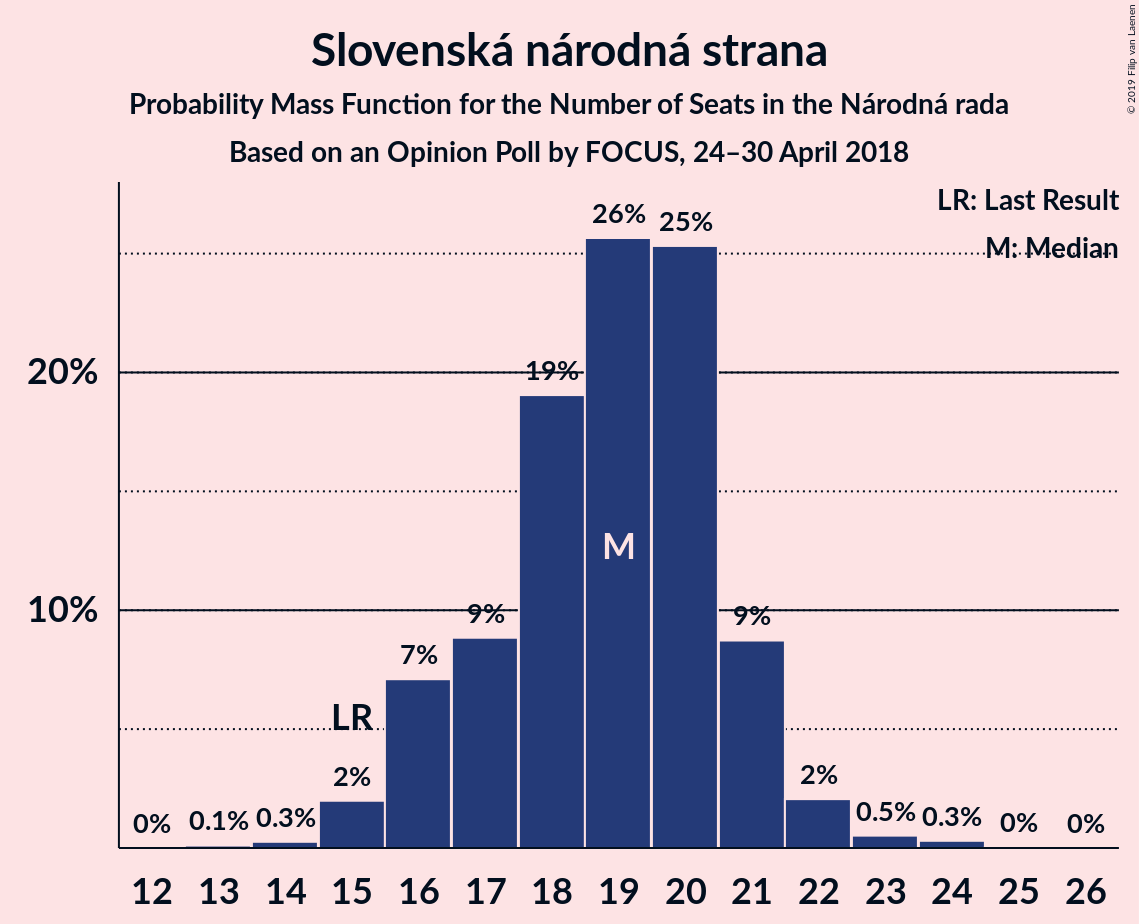 Slovenská národná strana
Probability Mass Function for the Number of Seats in the Národná rada
Based on an Opinion Poll by FOCUS, 24–30 April 2018
© 2019 Filip van Laenen
LR: Last Result
M: Median
26%
25%
20%
19%
M
10%
9%
9%
7%
LR
2%
2%
0%
0.1%
0.3%
0.5%
0.3%
0%
0%
12 13 14 15 16 17 18 19 20 21 22 23 24 25 26